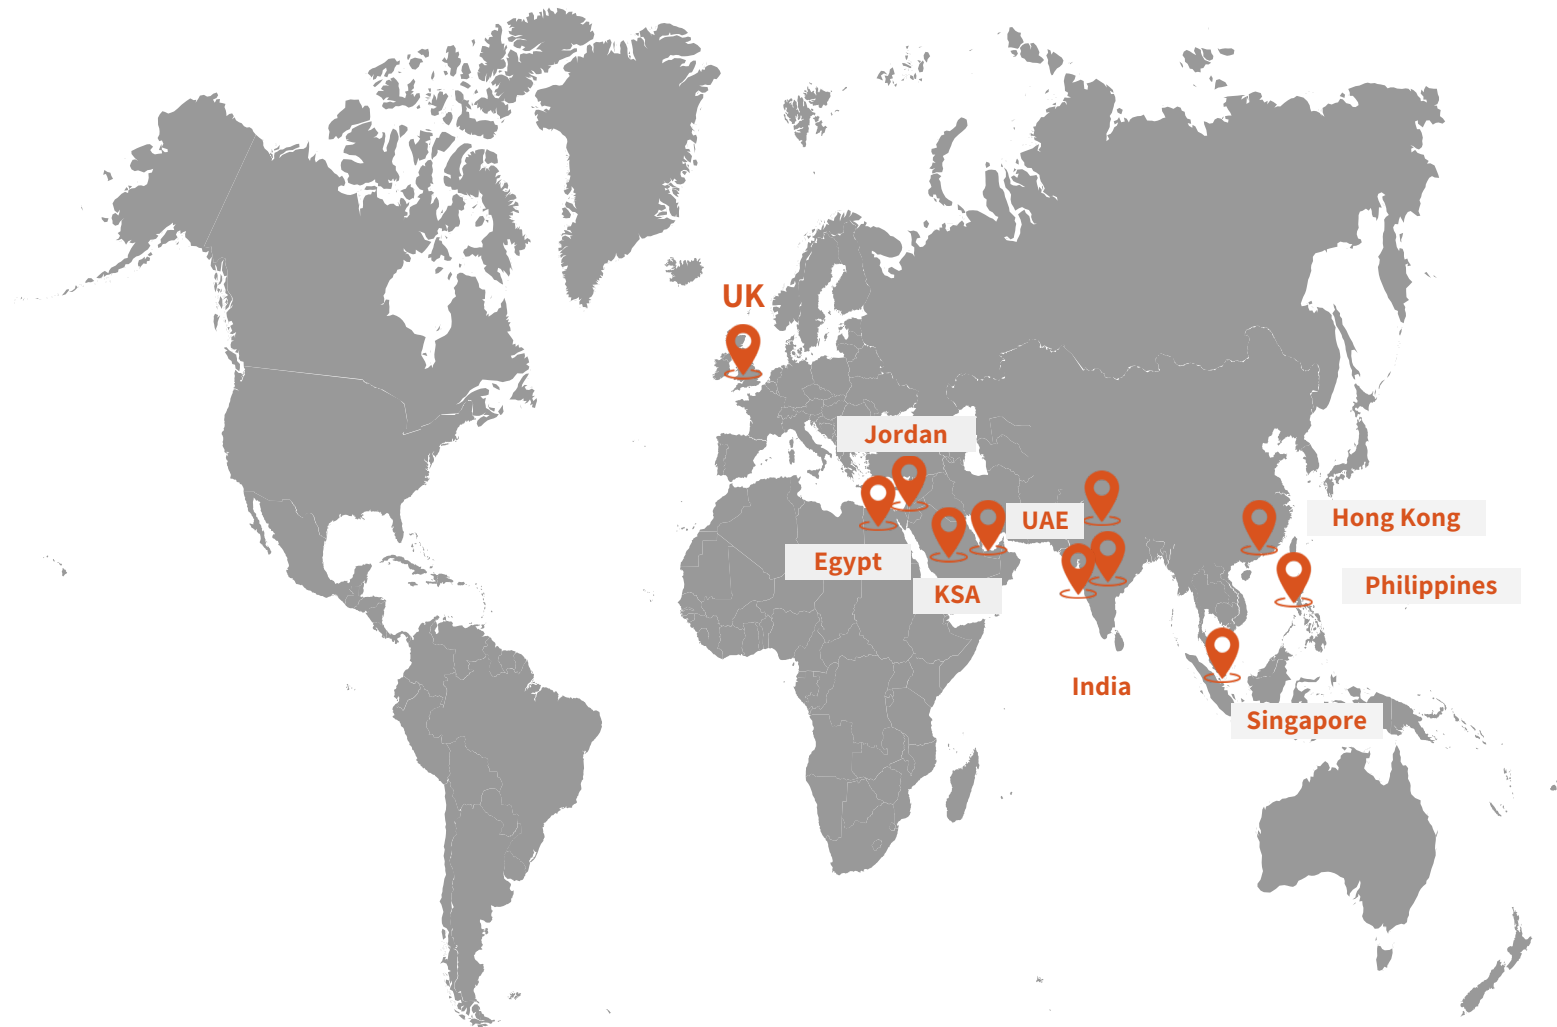 UK
Jordan
UAE
Hong Kong
Egypt
Philippines
KSA
India
Singapore